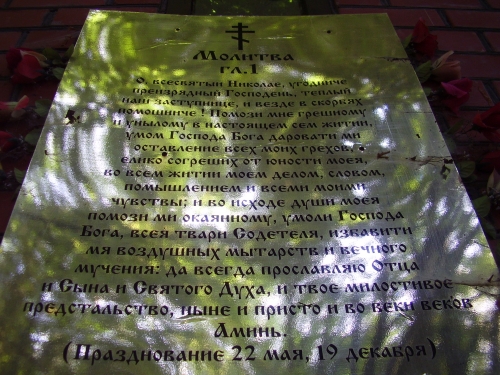 Молитва
гл.1
О, всесвятый Николае, угодниче
преизрядный Господень, теплый
наш заступниче, и везде в скорбях
помощниче! Помози мне грешному
и унылому в настоящем сем житии,
умоли Господа Бога даровати ми
оставление всех моих грехов,
елико согреших от юности моея,
во всем житии моем делом, словом,
помышлением и всеми моими
чувствы; и во исходе души моея
помози ми окаянному, умоли Господа
Бога, всея твари Содетеля, избавити
мя воздушных мытарств и вечного
мучения: да всегда прославляю Отца
и Сына и Святого Духа, и твое милостивое
предстальство, ныне и присто и во веки веков
Аминь.
(Празднование 22 мая, 19 декабря)